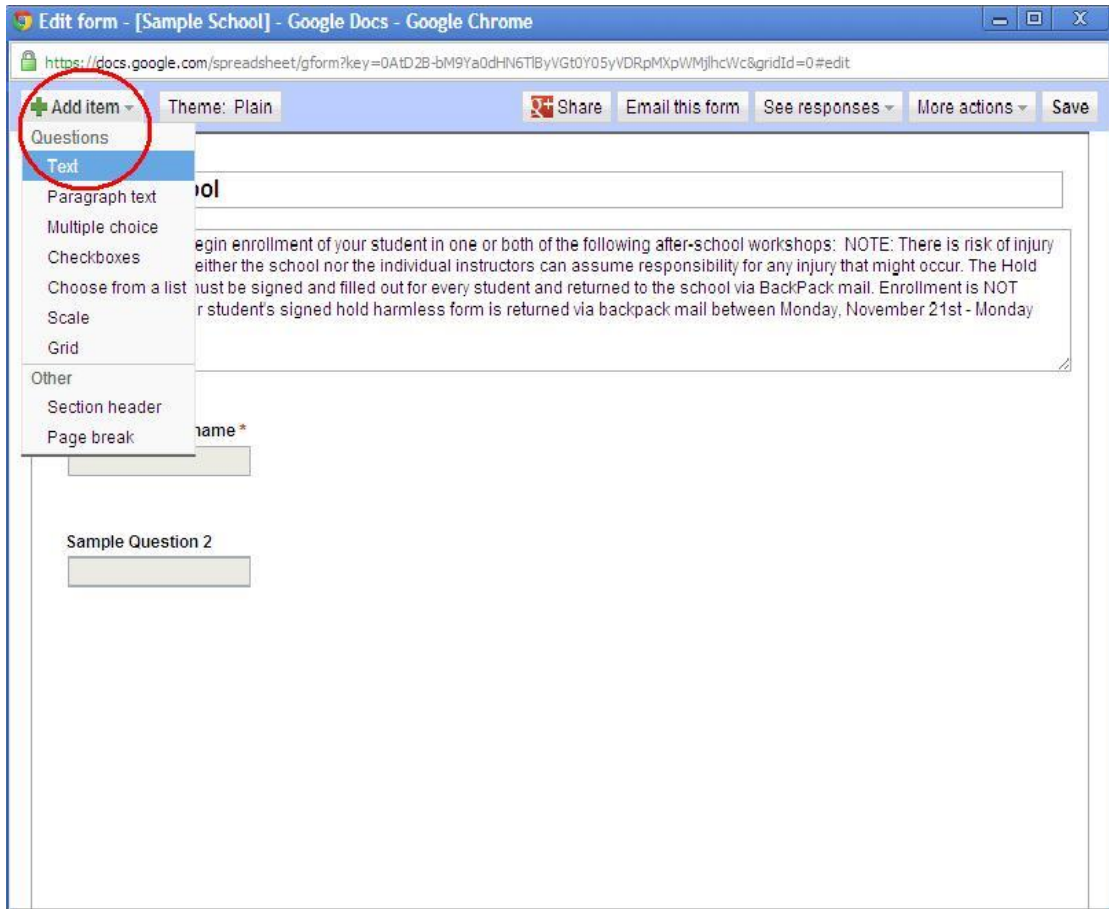 Edit form - [Sample School] - Google Docs - Google Chrome
https://docs.google.com/spreadsheet/gform?key=0AtD2B-bM9Ya0dHN6TlByVGt0Y05yVDRpMXpWMjlhcWc&gridId=0#edit
Add item Theme: Plain g+ Share Email this form See responses More actions Save
Questions
Text
Paragraph text
Multiple choice
Checkboxes
Choose from a list
Scale
Grid
Other
Section header
Page break
ool
egin enrollment of your student in one or both of the following after-school workshops: NOTE: There is risk of injury
either the school nor the individual instructors can assume responsibility for any injury that might occur. The Hold
must be signed and filled out for every student and returned to the school via BackPack mail. Enrollment is NOT
r student's signed hold harmless form is returned via backpack mail between Monday, November 21st - Monday
name *
Sample Question 2